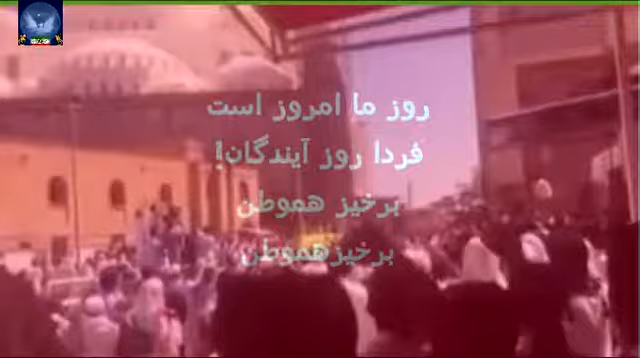 روز ما امروز است
فردا روز آیندگان!
برخیز هموطن
برخیزهموطن